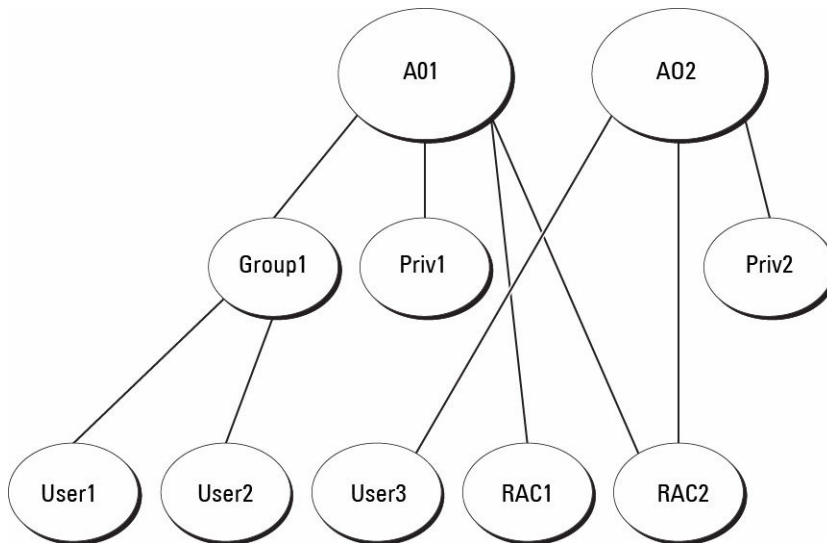 A01
AO2
Group1
Priv1
Priv2
User1
User2
User3
RAC1
RAC2